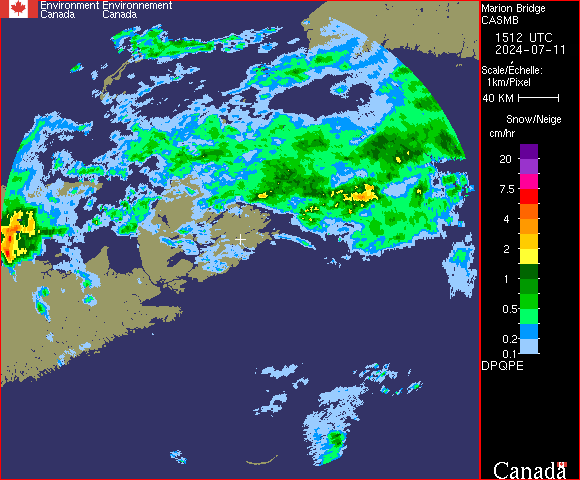 Environment Environnement
Canada Canada
Marion Bridge
CASMB
1512 UTC
2024-07-11
Scale/Echelle:
1km/Pixel
40 KM
Snow/Neige
cm/hr
20
7.5
4
2
1
0.5
0.2
0.1
DPQPE
Canada